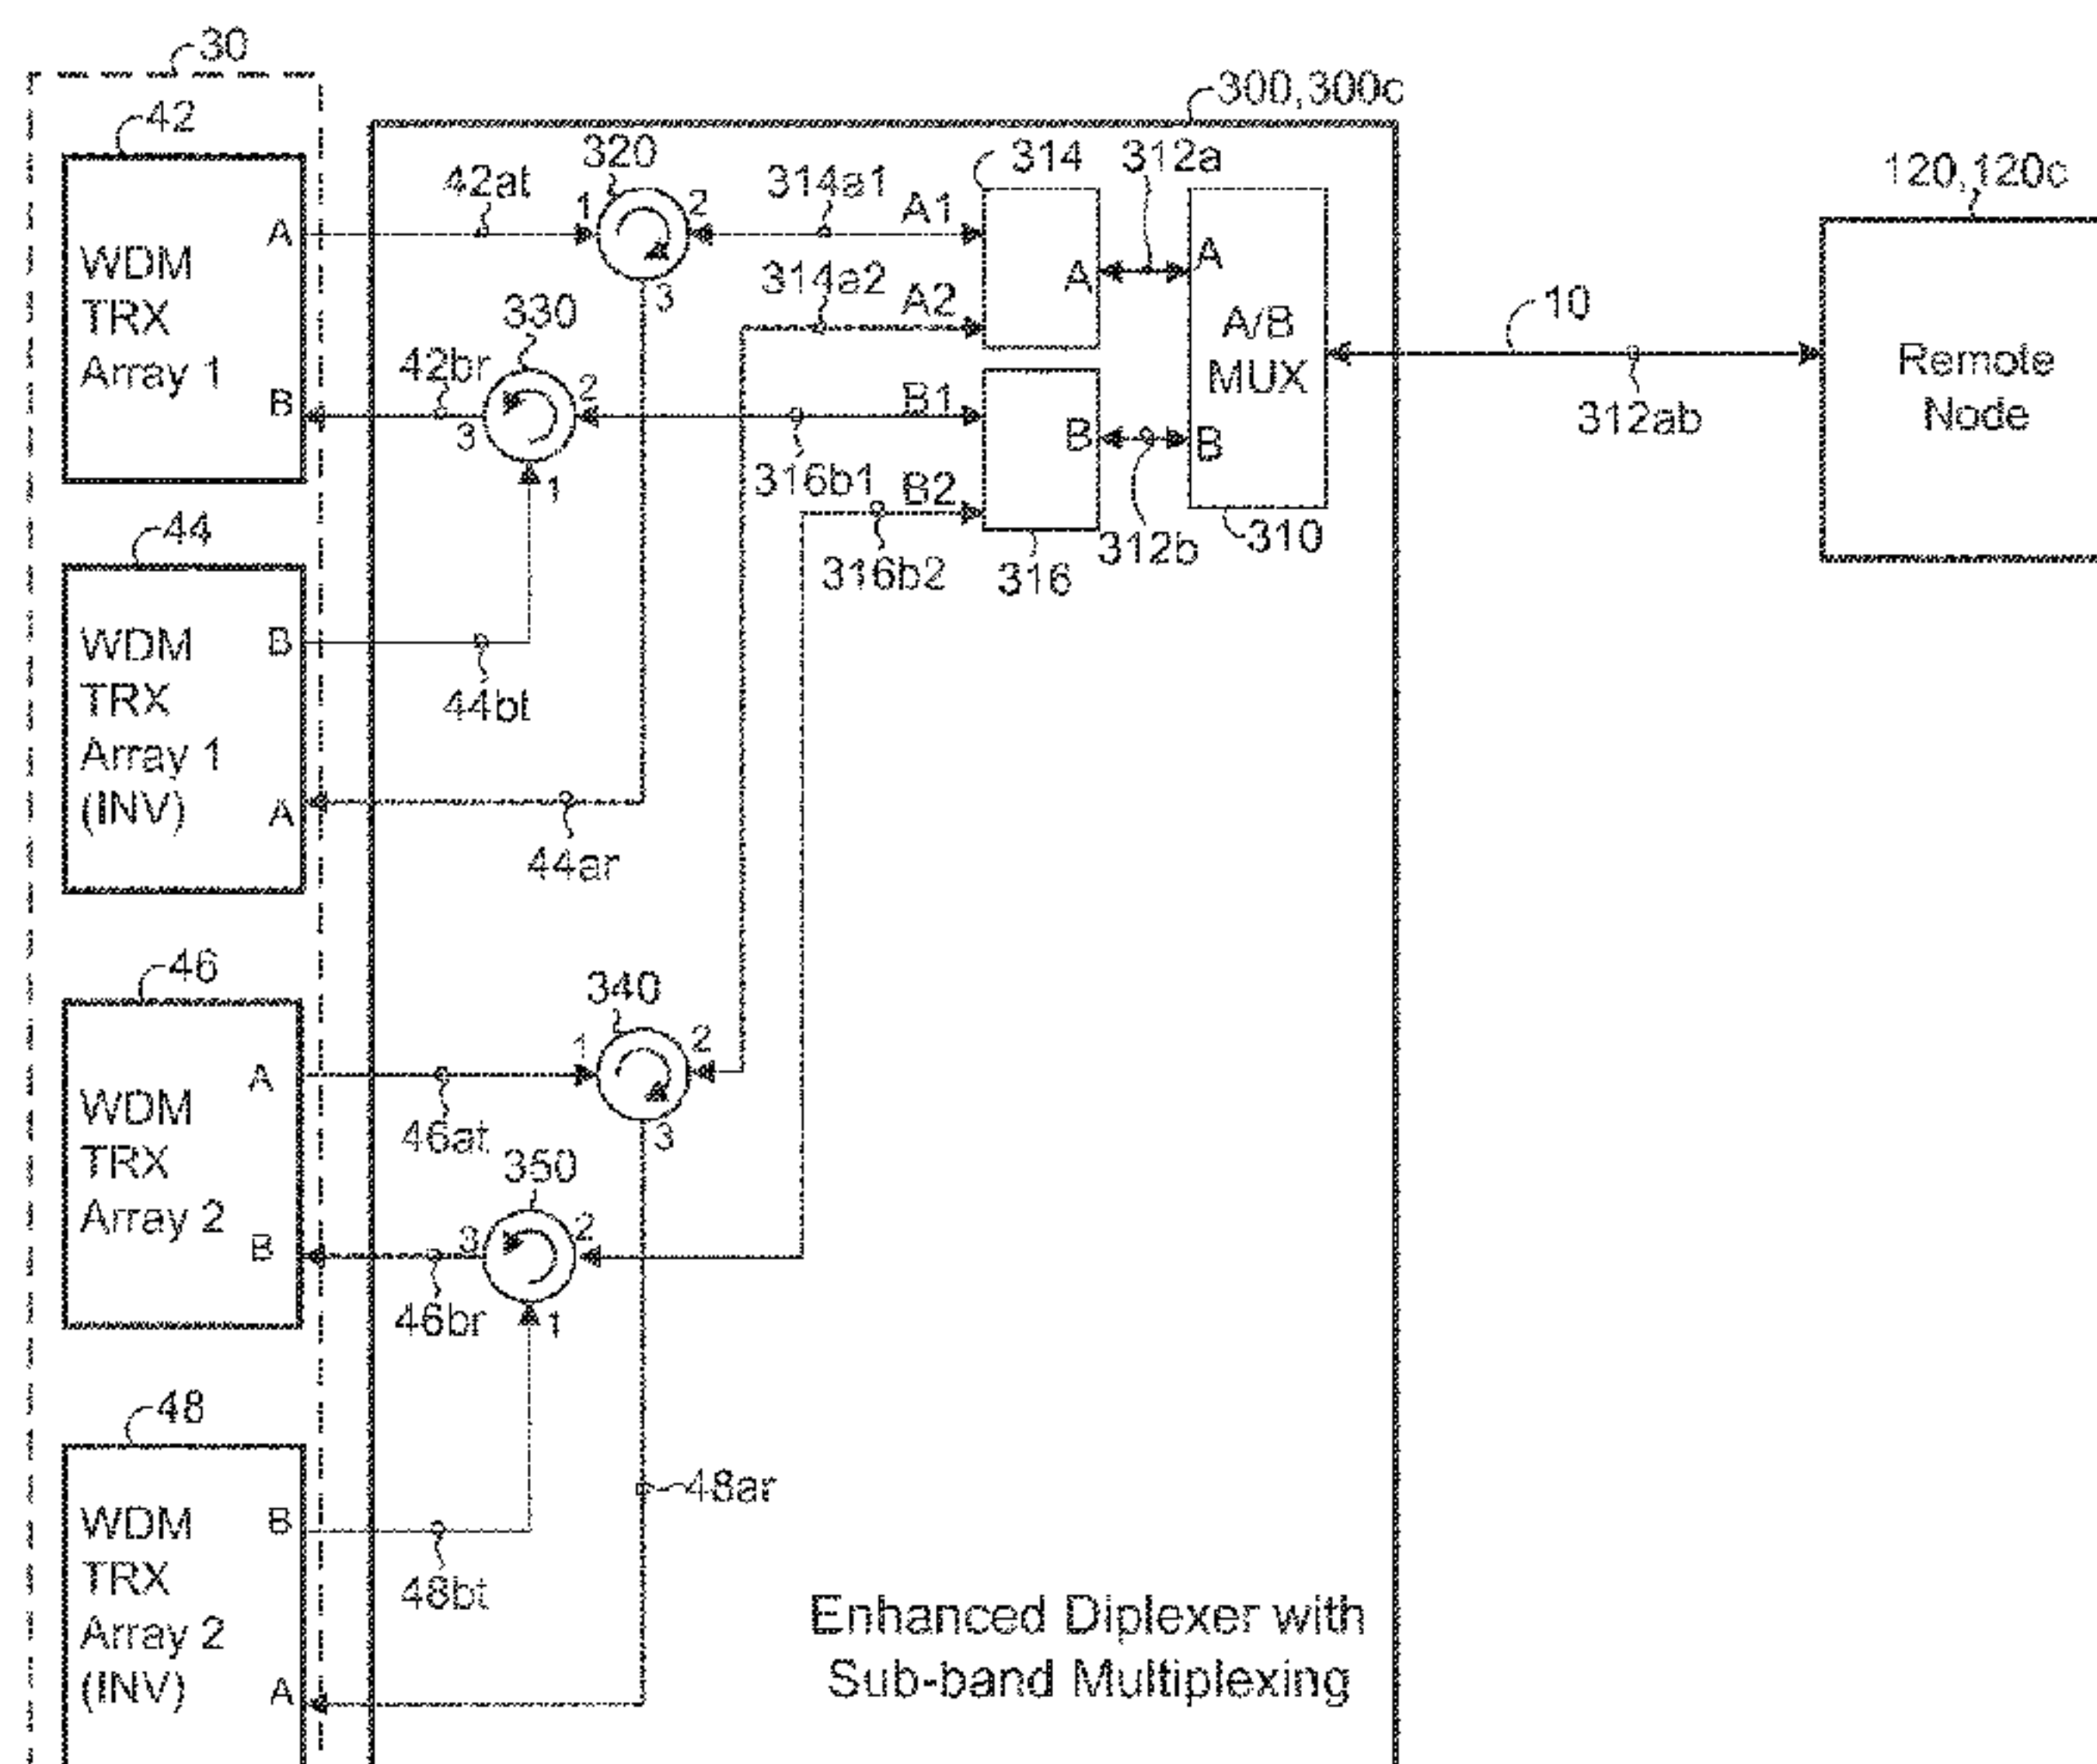 30
300,300c
42
320
42at
314a1
314
312a
120,120c
1
2
A1
A
WDM
TRX
Array 1
B
3
314a2
A2
A
A
A/B
MUX
10
312ab
Remote
Node
330
42br
2
3
1
B1
316b1
B2
316b2
B
B
312b
310
316
44
WDM
TRX
Array 1
(INV)
B
A
44bt
44ar
46
WDM
TRX
Array 2
A
B
340
1
2
3
46at
350
3
2
1
46br
48
WDM
TRX
Array 2
(INV)
B
A
48bt
48ar
Enhanced Diplexer with
Sub-band Multiplexing